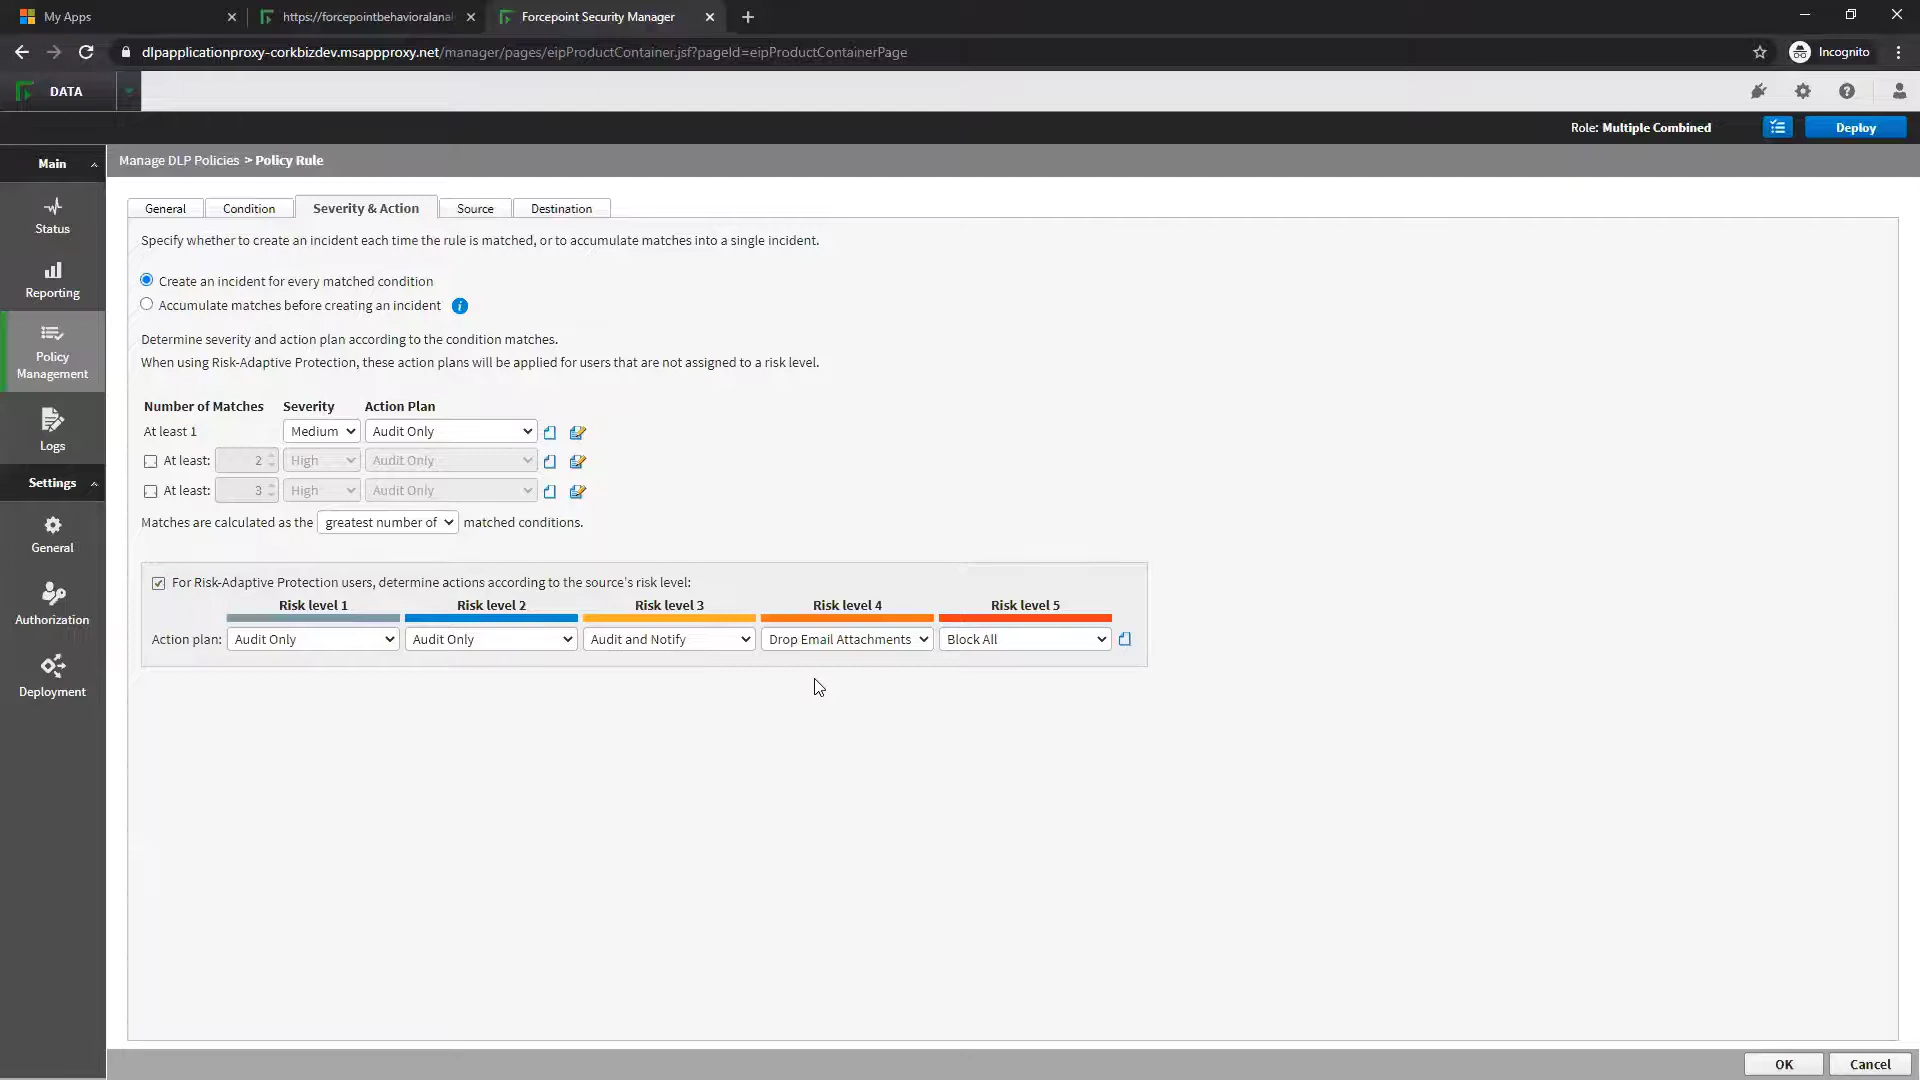 My Apps
https://forcepointbehavioralanal
Forcepoint Security Manager
dlpapplicationproxy-corkbizdev.msappproxy.net/manager/pages/eipProductContainer.jsf?pageId=eipProductContainerPage
Incognito
DATA
Role: Multiple Combined
Deploy
Main
Manage DLP Policies > Policy Rule
Status
Reporting
Policy
Management
Logs
Settings
General
Authorization
Deployment
General
Condition
Severity & Action
Source
Destination
Specify whether to create an incident each time the rule is matched, or to accumulate matches into a single incident.
Create an incident for every matched condition
Accumulate matches before creating an incident
Determine severity and action plan according to the condition matches.
When using Risk-Adaptive Protection, these action plans will be applied for users that are not assigned to a risk level.
Number of Matches Severity Action Plan
At least 1 Medium Audit Only
At least: 2 High Audit Only
At least: 3 High Audit Only
Matches are calculated as the greatest number of matched conditions.
For Risk-Adaptive Protection users, determine actions according to the source's risk level:
Risk level 1 Risk level 2 Risk level 3 Risk level 4 Risk level 5
Action plan: Audit Only Audit Only Audit and Notify Drop Email Attachments Block All
OK
Cancel